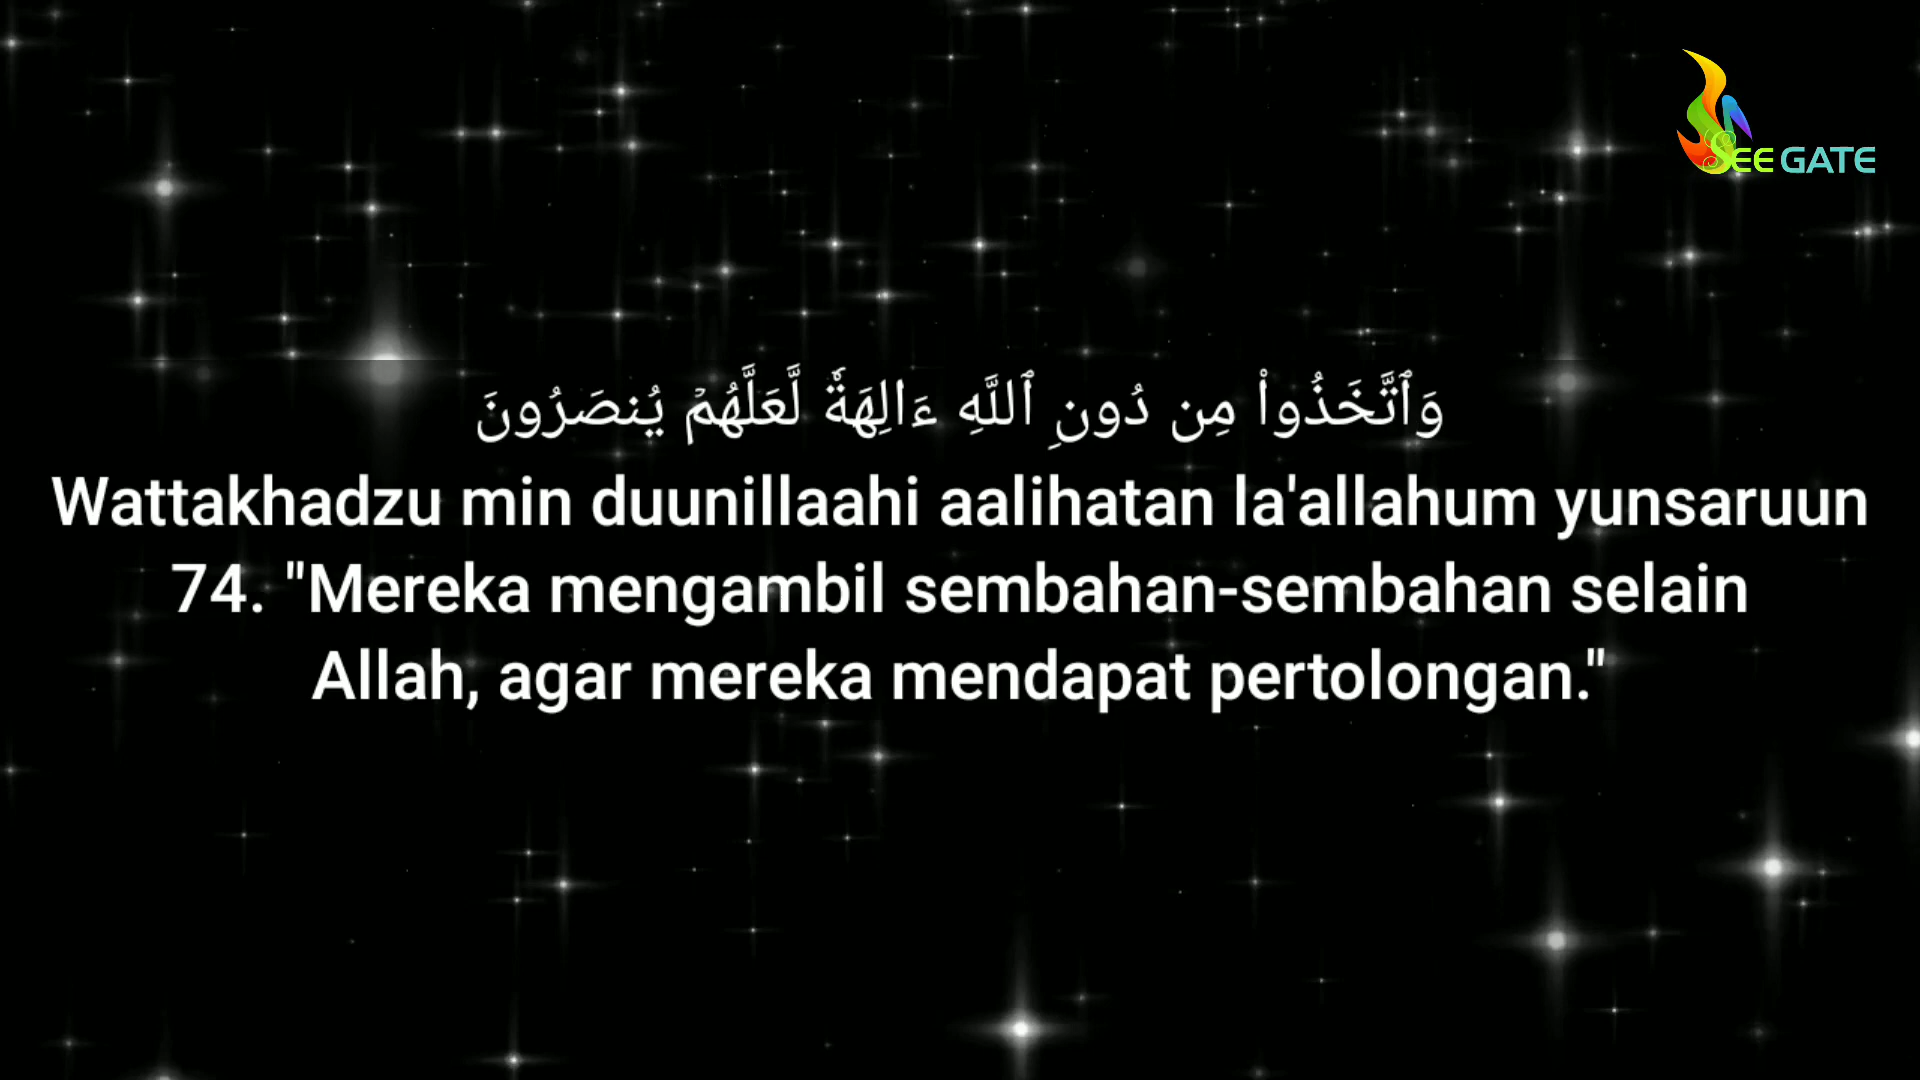 SEE GATE
وَٱتَّخَذُوا۟ مِن دُونِ ٱللَّهِ ءَالِهَةًۭ لَّعَلَّهُمْ يُنصَرُونَ
Wattakhadzu min duunillaahi aalihatan la'allahum yunsaruun
74. "Mereka mengambil sembahan-sembahan selain
Allah, agar mereka mendapat pertolongan."